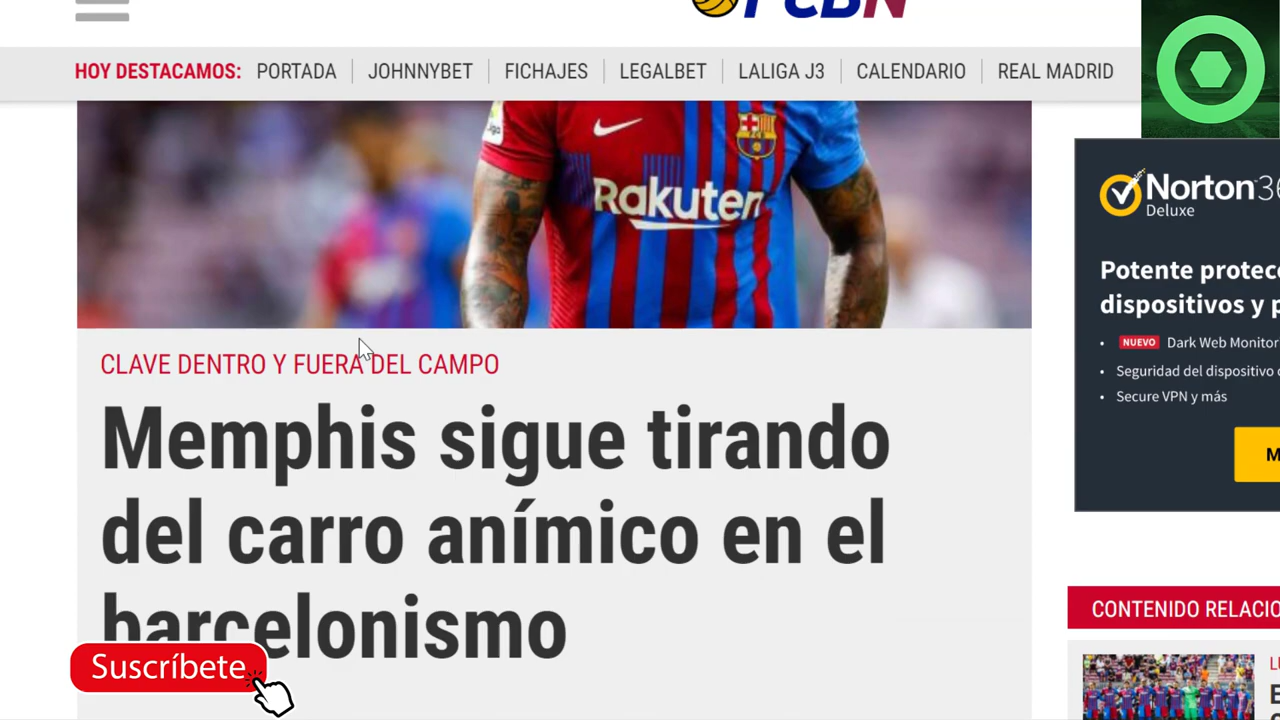 FCBN
HOY DESTACAMOS: PORTADA JOHNNYBET FICHAJES LEGALBET LALIGA J3 CALENDARIO REAL MADRID
Rakuten
Norton 36
Deluxe
Potente protec
dispositivos y p
• NUEVO Dark Web Monitor
• Seguridad del dispositivo
• Secure VPN y más
M
CLAVE DENTRO Y FUERA DEL CAMPO
Memphis sigue tirando
del carro anímico en el
barcelonismo
Suscríbete
CONTENIDO RELACIO